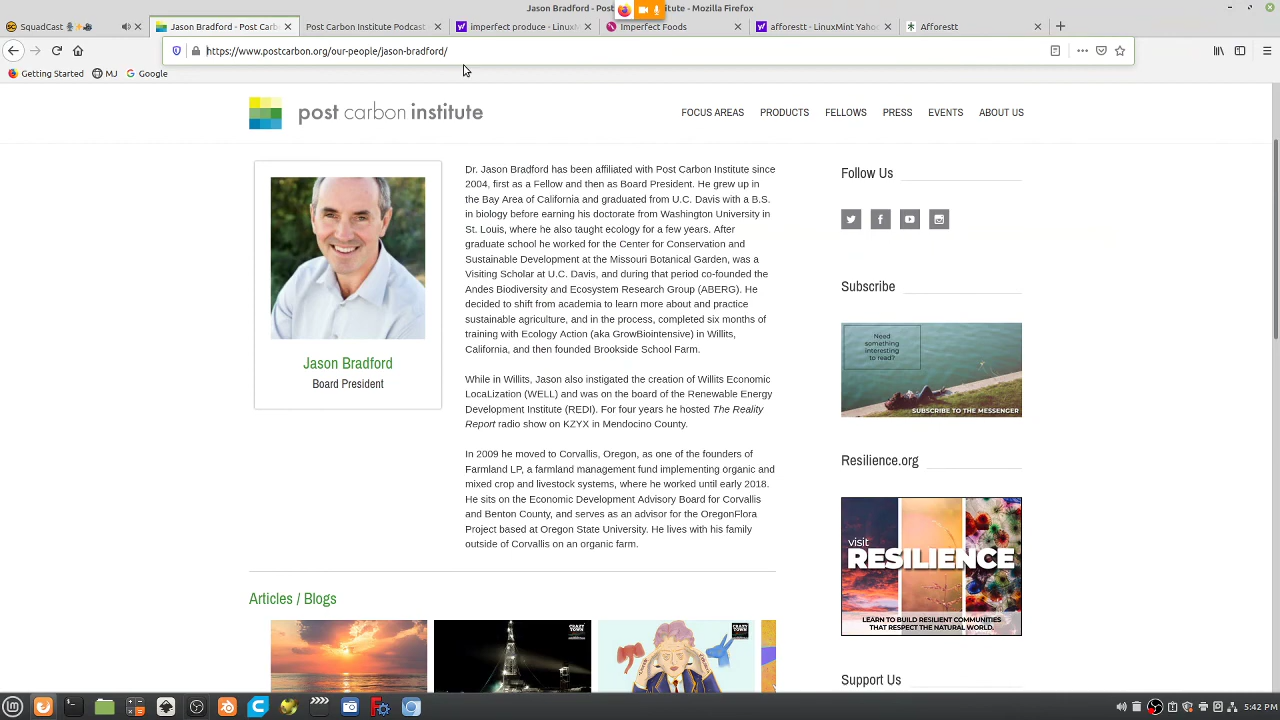 Jason Bradford - Pos
itute - Mozilla Firefox
SomaFM:
Jason Bradford - Post C
Post Carbon Institute Podcast
imperfect produce - LinuxM
Imperfect Foods
afforestt - LinuxMint Yahoo
Afforestt
https://www.postcarbon.org/our-people/jason-bradford/
Getting Started
MU
Google
post carbon institute
FOCUS AREAS
PRODUCTS
FELLOWS
PRESS
EVENTS
ABOUT US
Jason Bradford
Board President
Dr. Jason Bradford has been affiliated with Post Carbon Institute since
2004, first as a Fellow and then as Board President. He grew up in
the Bay Area of California and graduated from U.C. Davis with a B.S.
in biology before earning his doctorate from Washington University in
St. Louis, where he also taught ecology for a few years. After
graduate school he worked for the Center for Conservation and
Sustainable Development at the Missouri Botanical Garden, was a
Visiting Scholar at U.C. Davis, and during that period co-founded the
Andes Biodiversity and Ecosystem Research Group (ABERG). He
decided to shift from academia to learn more about and practice
sustainable agriculture, and in the process, completed six months of
training with Ecology Action (aka GrowBiointensive) in Willits,
California, and then founded Brookside School Farm.
While in Willits, Jason also instigated the creation of Willits Economic
LocaLization (WELL) and was on the board of the Renewable Energy
Development Institute (REDI). For four years he hosted The Reality
Report radio show on KZYX in Mendocino County.
In 2009 he moved to Corvallis, Oregon, as one of the founders of
Farmland LP, a farmland management fund implementing organic and
mixed crop and livestock systems, where he worked until early 2018.
He sits on the Economic Development Advisory Board for Corvallis
and Benton County, and serves as an advisor for the OregonFlora
Project based at Oregon State University. He lives with his family
outside of Corvallis on an organic farm.
Articles / Blogs
CRAZY
TOWN
CRAZY
TOWN
Follow Us
Subscribe
Need
something
interesting
to read?
SUBSCRIBE TO THE MESSENGER
Resilience.org
visit
RESILIENCE
LEARN TO BUILD RESILIENT COMMUNITIES
THAT RESPECT THE NATURAL WORLD.
Support Us
5:42 PM